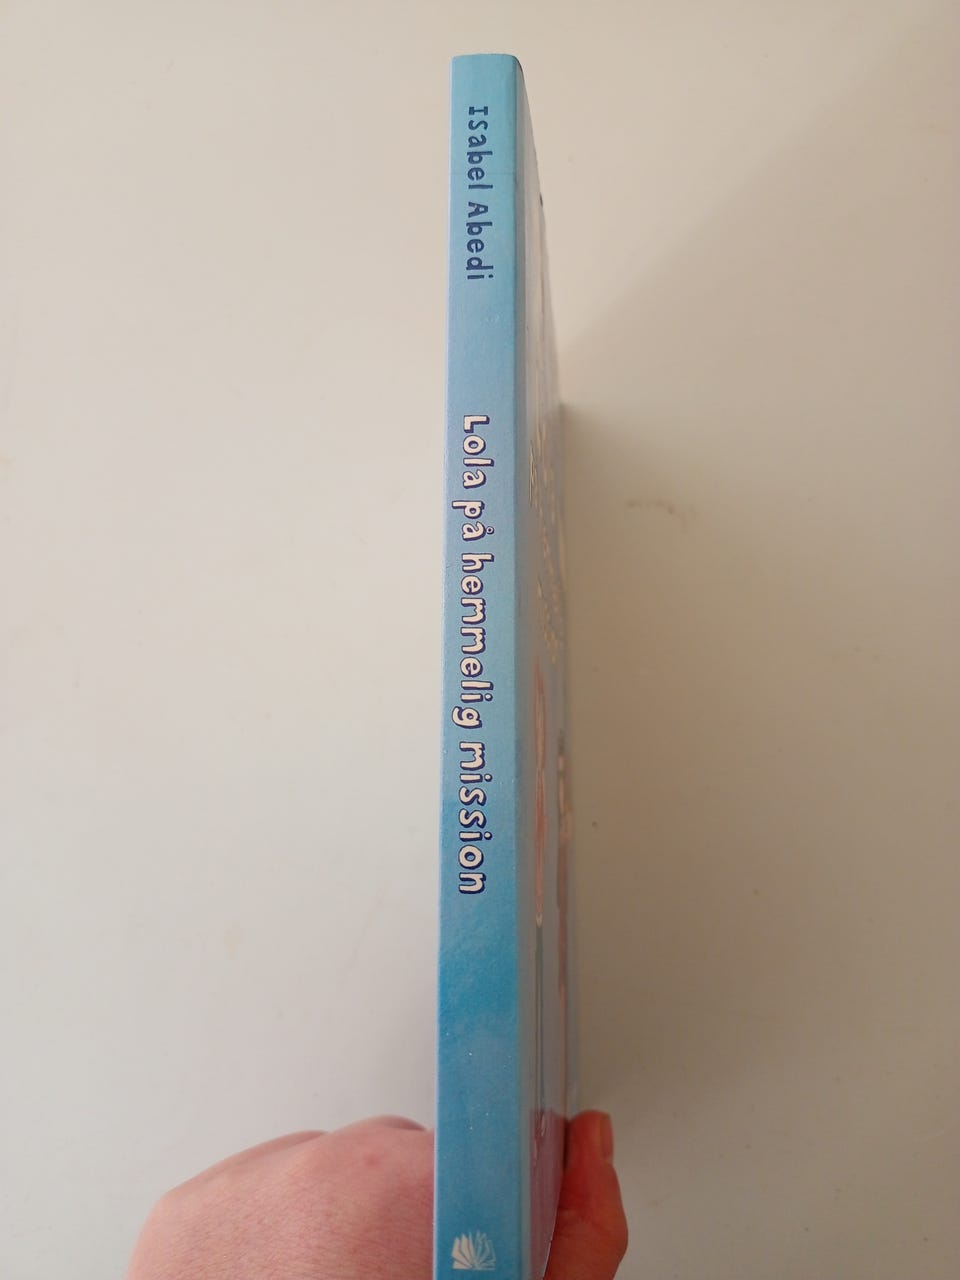 Isabel Abedi
Lola på hemmelig mission